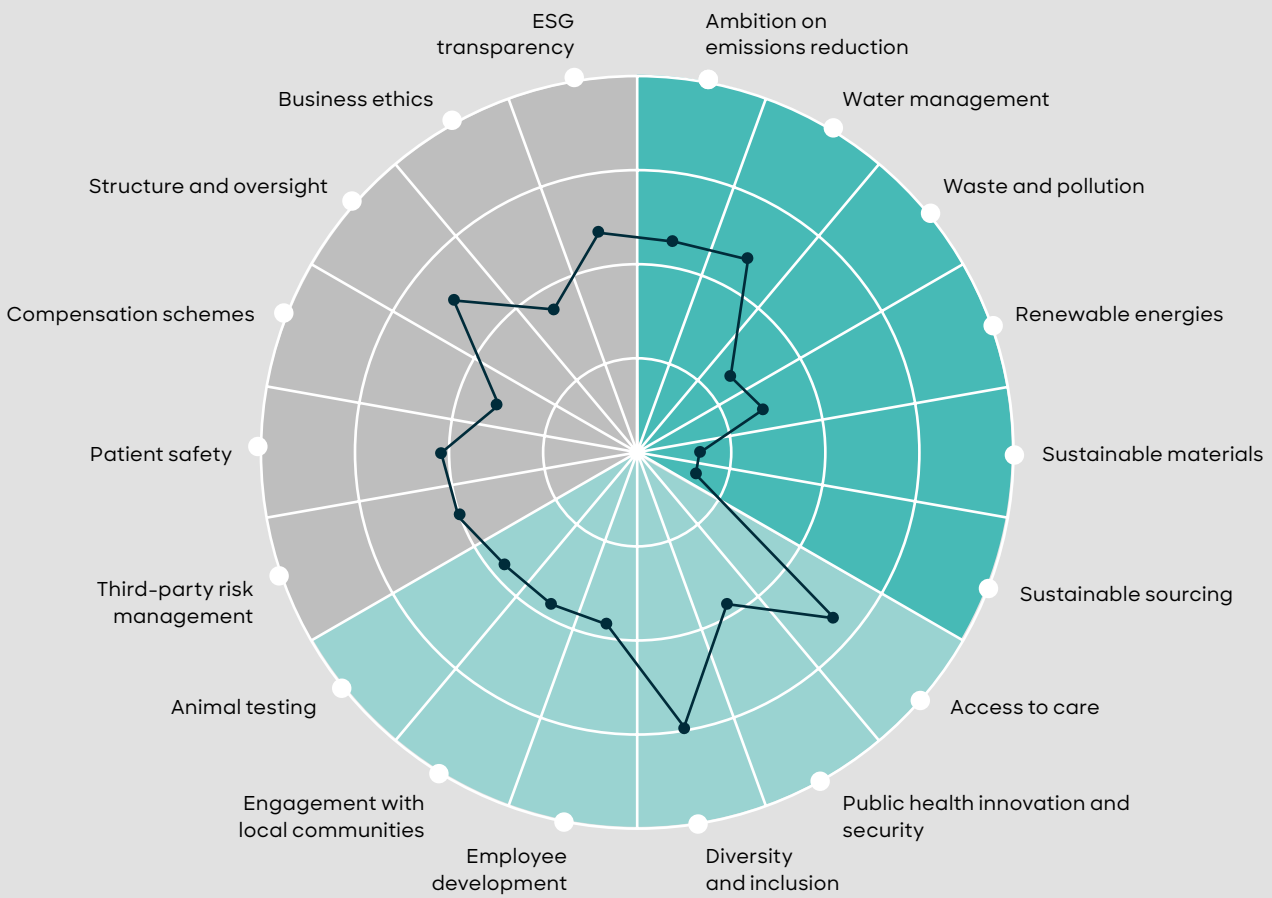 ESG
transparency
Ambition on
emissions reduction
Business ethics
Water management
Structure and oversight
Waste and pollution
Compensation schemes
Renewable energies
Patient safety
Sustainable materials
Third-party risk
management
Sustainable sourcing
Animal testing
Access to care
Engagement with
local communities
Public health innovation and
security
Employee
development
Diversity
and inclusion